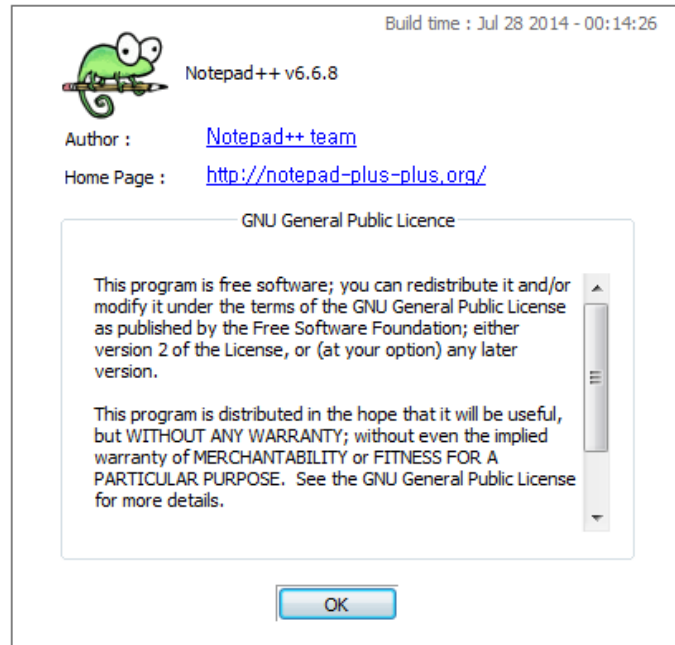 Build time : Jul 28 2014 - 00:14:26
Notepad++ v6.6.8
Author :
Notepad++ team
Home Page :
http://notepad-plus-plus.org/
GNU General Public Licence
This program is free software; you can redistribute it and/or
modify it under the terms of the GNU General Public License
as published by the Free Software Foundation; either
version 2 of the License, or (at your option) any later
version.
This program is distributed in the hope that it will be useful,
but WITHOUT ANY WARRANTY; without even the implied
warranty of MERCHANTABILITY or FITNESS FOR A
PARTICULAR PURPOSE.  See the GNU General Public License
for more details.
OK